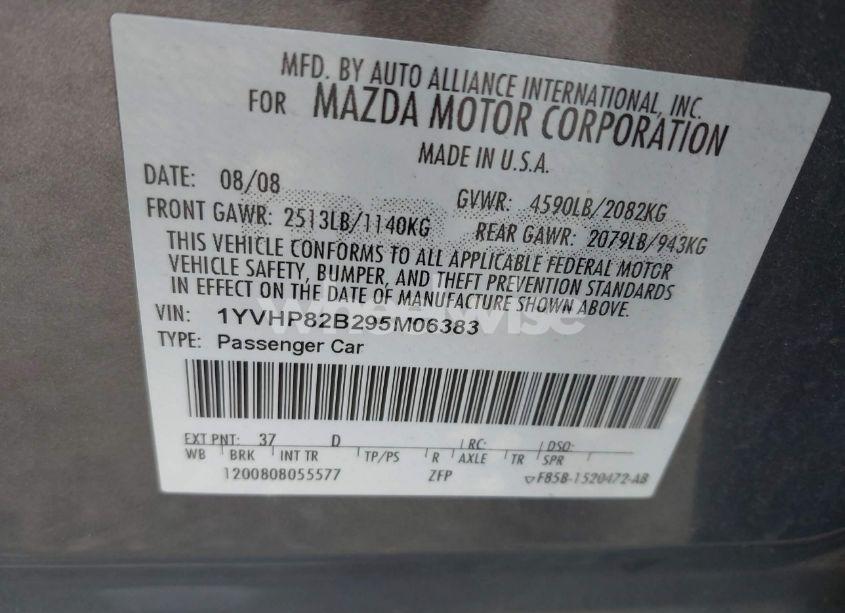 MFD. BY AUTO ALLIANCE INTERNATIONAL, INC.
FOR MAZDA MOTOR CORPORATION
MADE IN U.S.A.
DATE: 08/08 GVWR: 4590LB/2082KG
FRONT GAWR: 2513LB/1140KG REAR GAWR: 2079LB/943KG
THIS VEHICLE CONFORMS TO ALL APPLICABLE FEDERAL MOTOR
VEHICLE SAFETY, BUMPER, AND THEFT PREVENTION STANDARDS
IN EFFECT ON THE DATE OF MANUFACTURE SHOWN ABOVE.
wheelwise
VIN: 1YVHP82B295M06383
TYPE: Passenger Car
EXT PNT: 37 D RC: DSO:
WB BRK INT TR TP/PS R AXLE TR SPR
1200808055577 ZFP F85B-1520472-AB